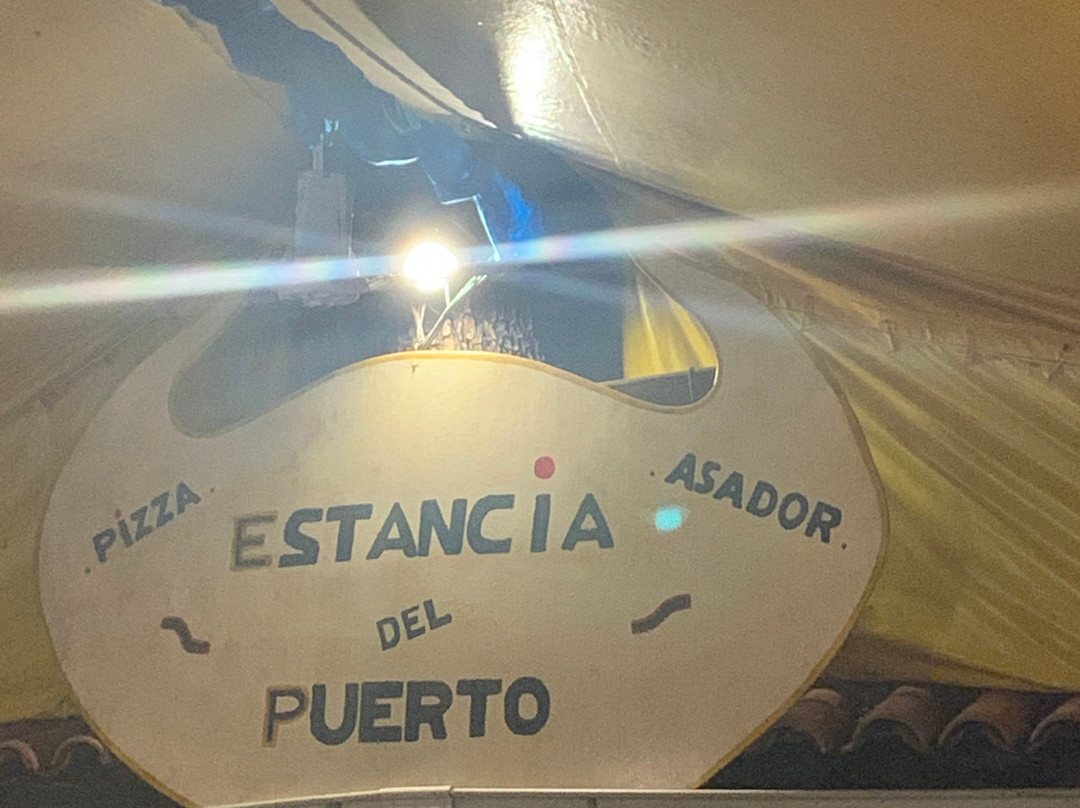 PiZZA
ASADOR
ESTANCiA
DEL
PUERTO